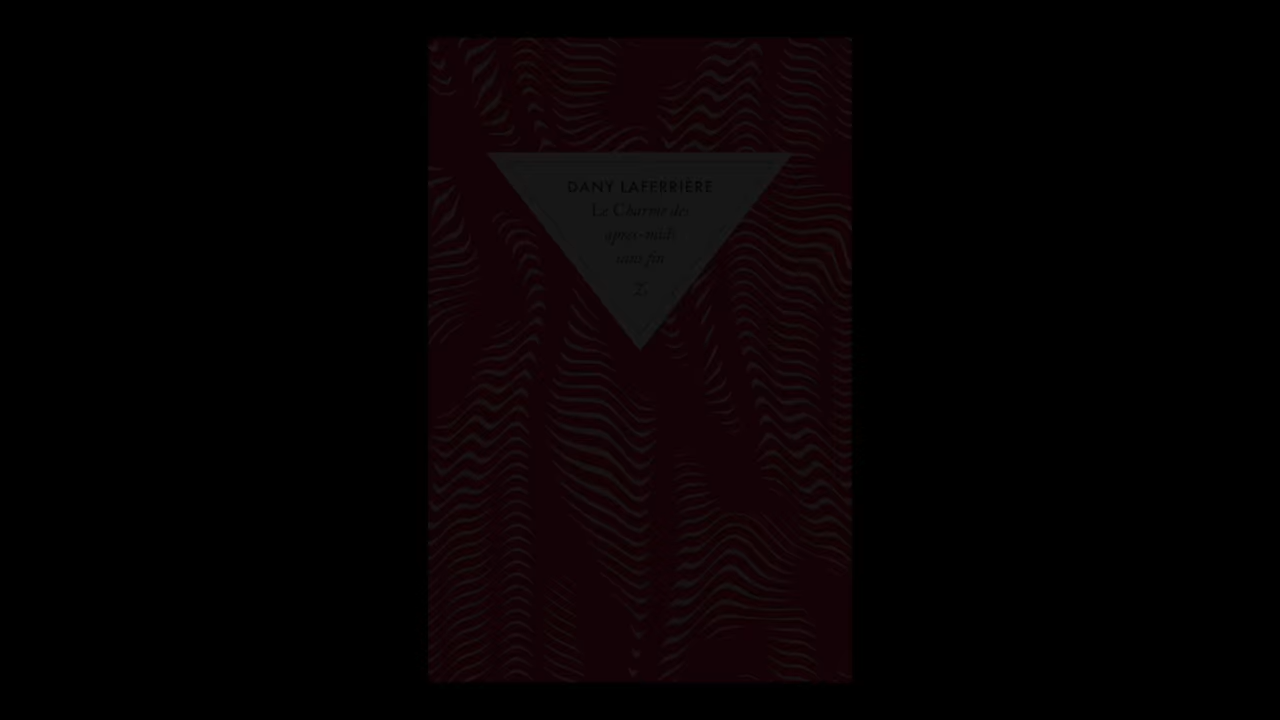 DANY LAFERRIÈRE
Le Charme des
après-midi
sans fin
Z